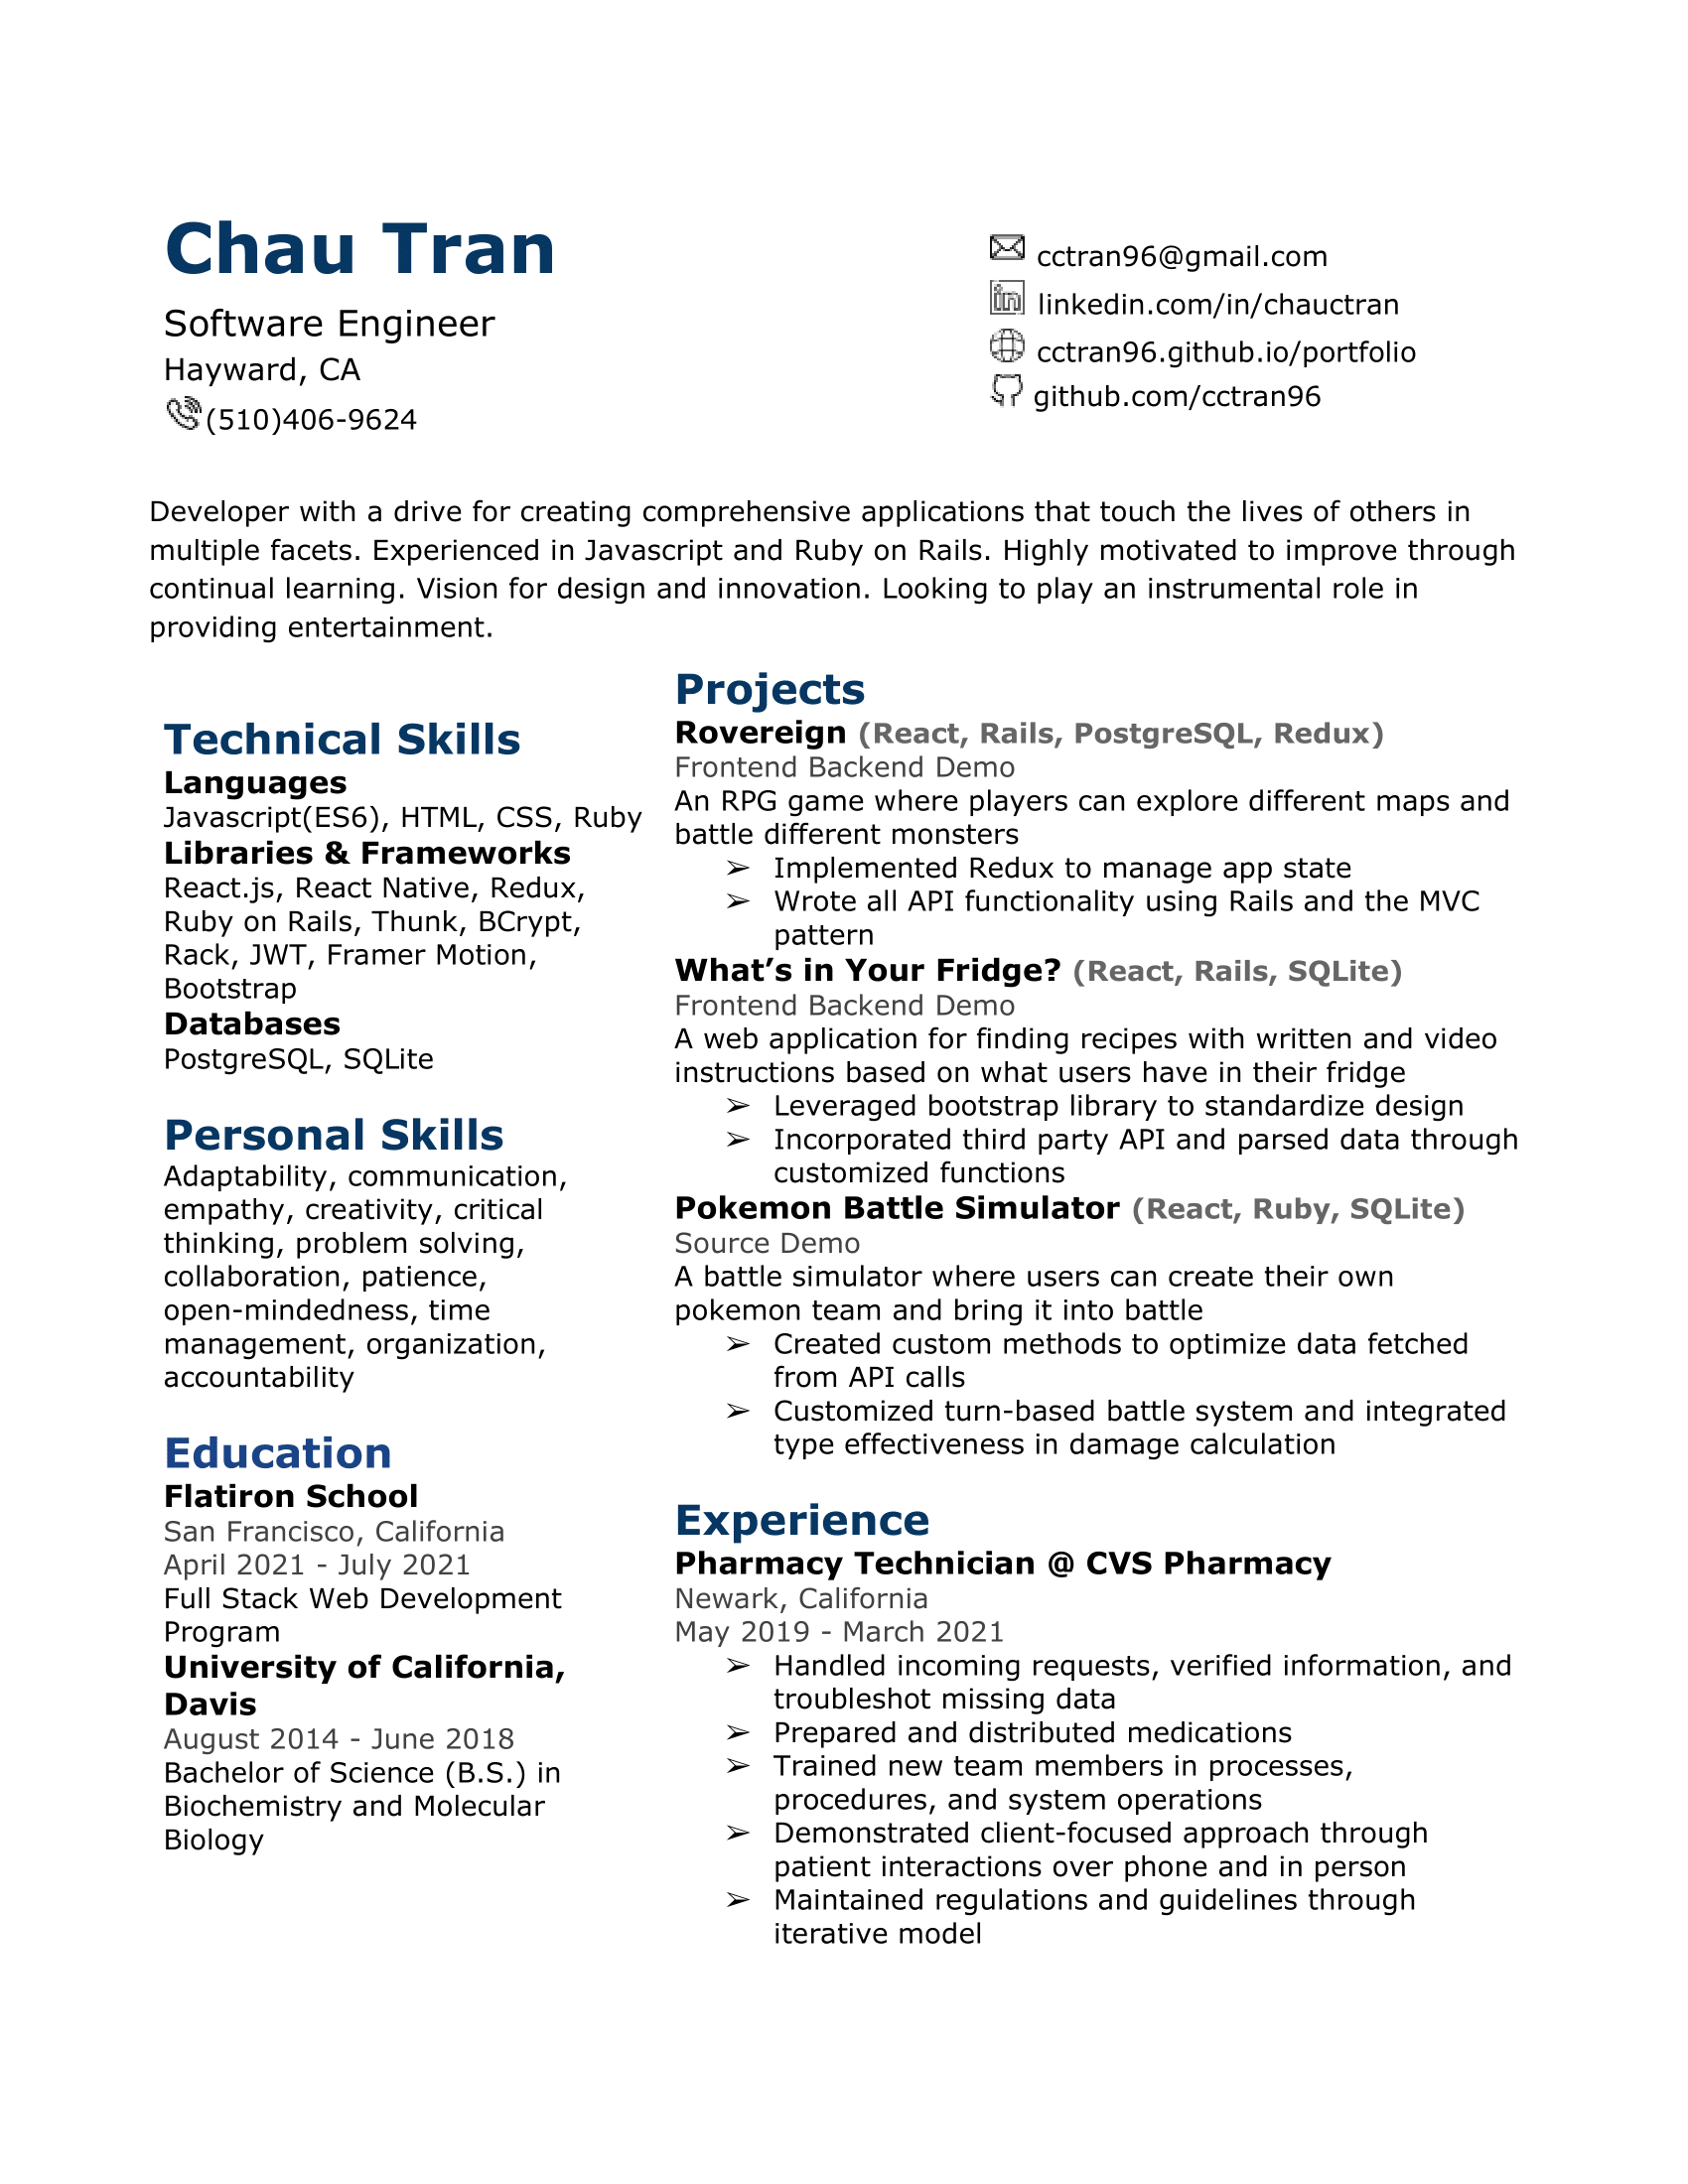 Chau Tran
Software Engineer
Hayward, CA
(510)406-9624
cctran96@gmail.com
linkedin.com/in/chauctran
cctran96.github.io/portfolio
github.com/cctran96
Developer with a drive for creating comprehensive applications that touch the lives of others in
multiple facets. Experienced in Javascript and Ruby on Rails. Highly motivated to improve through
continual learning. Vision for design and innovation. Looking to play an instrumental role in
providing entertainment.
Technical Skills
Languages
Javascript(ES6), HTML, CSS, Ruby
Libraries & Frameworks
React.js, React Native, Redux,
Ruby on Rails, Thunk, BCrypt,
Rack, JWT, Framer Motion,
Bootstrap
Databases
PostgreSQL, SQLite
Personal Skills
Adaptability, communication,
empathy, creativity, critical
thinking, problem solving,
collaboration, patience,
open-mindedness, time
management, organization,
accountability
Education
Flatiron School
San Francisco, California
April 2021 - July 2021
Full Stack Web Development
Program
University of California,
Davis
August 2014 - June 2018
Bachelor of Science (B.S.) in
Biochemistry and Molecular
Biology
Projects
Rovereign (React, Rails, PostgreSQL, Redux)
Frontend Backend Demo
An RPG game where players can explore different maps and
battle different monsters
➢ Implemented Redux to manage app state
➢ Wrote all API functionality using Rails and the MVC
pattern
What’s in Your Fridge? (React, Rails, SQLite)
Frontend Backend Demo
A web application for finding recipes with written and video
instructions based on what users have in their fridge
➢ Leveraged bootstrap library to standardize design
➢ Incorporated third party API and parsed data through
customized functions
Pokemon Battle Simulator (React, Ruby, SQLite)
Source Demo
A battle simulator where users can create their own
pokemon team and bring it into battle
➢ Created custom methods to optimize data fetched
from API calls
➢ Customized turn-based battle system and integrated
type effectiveness in damage calculation
Experience
Pharmacy Technician @ CVS Pharmacy
Newark, California
May 2019 - March 2021
➢ Handled incoming requests, verified information, and
troubleshot missing data
➢ Prepared and distributed medications
➢ Trained new team members in processes,
procedures, and system operations
➢ Demonstrated client-focused approach through
patient interactions over phone and in person
➢ Maintained regulations and guidelines through
iterative model